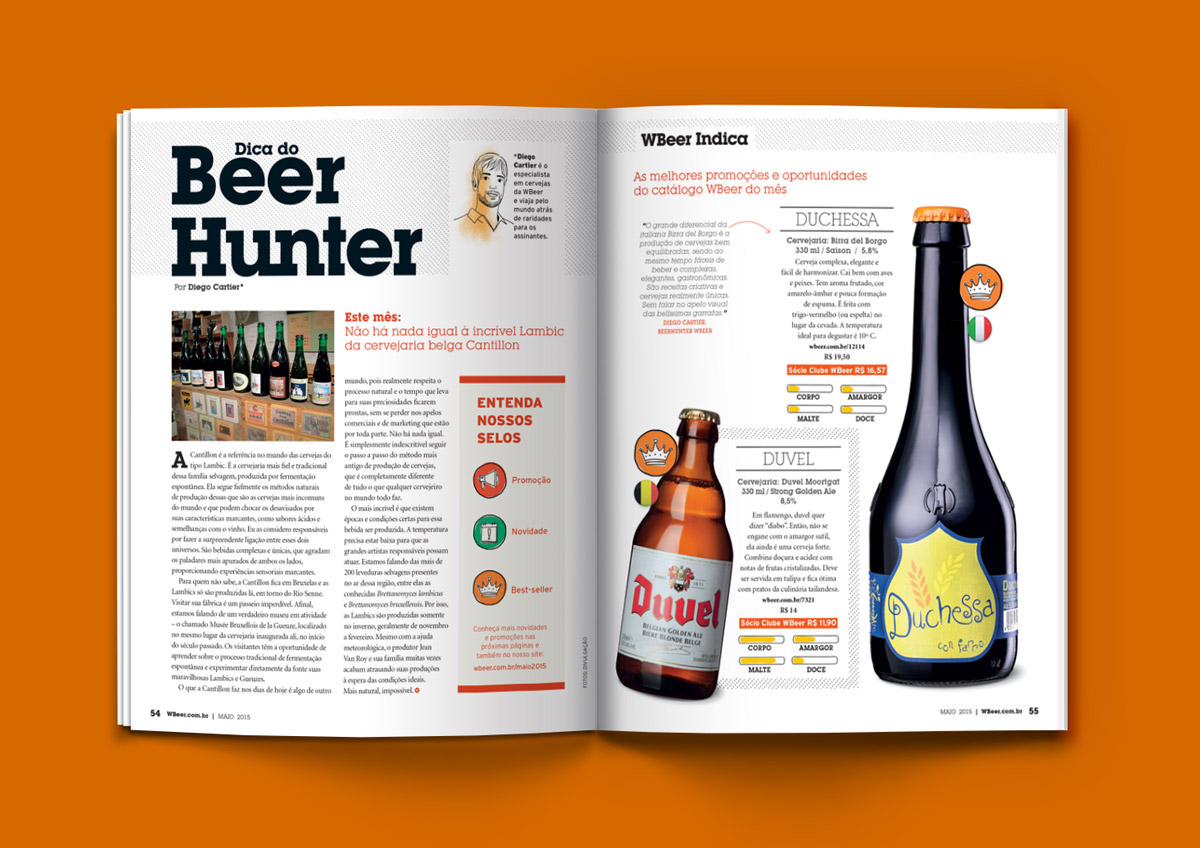 Dica do
Beer
Hunter
Por Diego Cartier*
*Diego
Cartier é o
especialista
em cervejas
da WBeer
e viaja pelo
mundo atrás
de raridades
para os
assinantes.
Este mês:
Não há nada igual à incrível Lambic
da cervejaria belga Cantillon
A Cantillon é a referência no mundo das cervejas do
tipo Lambic. É a cervejaria mais fiel e tradicional
dessa família selvagem, produzida por fermentação
espontânea. Ela segue fielmente os métodos naturais
de produção dessas que são as cervejas mais incomuns
do mundo e que podem chocar os desavisados por
suas características marcantes, como sabores ácidos e
semelhanças com o vinho. Eu as considero responsáveis
por fazer a surpreendente ligação entre esses dois
universos. São bebidas complexas e únicas, que agradam
os paladares mais apurados de ambos os lados,
proporcionando experiências sensoriais marcantes.
Para quem não sabe, a Cantillon fica em Bruxelas e as
Lambics só são produzidas lá, em torno do Rio Senne.
Visitar sua fábrica é um passeio imperdível. Afinal,
estamos falando de um verdadeiro museu em atividade
– o chamado Musée Bruxellois de la Gueuze, localizado
no mesmo lugar da cervejaria inaugurada ali, no início
do século passado. Os visitantes têm a oportunidade de
aprender sobre o processo tradicional de fermentação
espontânea e experimentar diretamente da fonte suas
maravilhosas Lambics e Gueuzes.
O que a Cantillon faz nos dias de hoje é algo de outro
mundo, pois realmente respeita o
processo natural e o tempo que leva
para suas preciosidades ficarem
prontas, sem se perder nos apelos
comerciais e de marketing que estão
por toda parte. Não há nada igual.
É simplesmente indescritível seguir
o passo a passo do método mais
antigo de produção de cervejas,
que é completamente diferente
de tudo o que qualquer cervejeiro
no mundo todo faz.
O mais incrível é que existem
épocas e condições certas para essa
bebida ser produzida. A temperatura
precisa estar baixa para que as
grandes artistas responsáveis possam
atuar. Estamos falando das mais de
200 leveduras selvagens presentes
no ar dessa região, entre elas as
conhecidas Brettanomyces lambicus
e Brettanomyces bruxellensis. Por isso,
as Lambics são produzidas somente
no inverno, geralmente de novembro
a fevereiro. Mesmo com a ajuda
meteorológica, o produtor Jean
Van Roy e sua família muitas vezes
acabam atrasando suas produções
à espera das condições ideais.
Mais natural, impossível.
ENTENDA
NOSSOS
SELOS
Promoção
Novidade
Best-seller
Conheça mais novidades
e promoções nas
próximas páginas e
também no nosso site:
wbeer.com.br/maio2015
FOTOS: DIVULGAÇÃO
54 WBeer.com.br | MAIO 2015
WBeer Indica
As melhores promoções e oportunidades
do catálogo WBeer do mês
“O grande diferencial da
italiana Birra del Borgo é a
produção de cervejas bem
equilibradas, sendo ao
mesmo tempo fáceis de
beber e complexas,
elegantes, gastronômicas.
São receitas criativas e
cervejas realmente únicas.
Sem falar no apelo visual
das belíssimas garrafas.”
DIEGO CARTIER,
BEERHUNTER WBEER
DUCHESSA
Cervejaria: Birra del Borgo
330 ml / Saison / 5,8%
Cerveja complexa, elegante e
fácil de harmonizar. Cai bem com aves
e peixes. Tem aroma frutado, cor
amarelo-âmbar e pouca formação
de espuma. É feita com
trigo-vermelho (ou espelta) no
lugar da cevada. A temperatura
ideal para degustar é 10º C.
wbeer.com.br/12114
R$ 19,50
Sócio Clube WBeer R$ 16,57
CORPO AMARGOR
MALTE DOCE
DUVEL
Cervejaria: Duvel Moortgat
330 ml / Strong Golden Ale
8,5%
Em flamengo, duvel quer
dizer “diabo”. Então, não se
engane com o amargor sutil,
ela ainda é uma cerveja forte.
Combina doçura e acidez com
notas de frutas cristalizadas. Deve
ser servida em tulipa e fica ótima
com pratos da culinária tailandesa.
wbeer.com.br/7321
R$ 14
Sócio Clube WBeer R$ 11,90
CORPO AMARGOR
MALTE DOCE
Duvel
BELGIAN GOLDEN ALE
BIÈRE BLONDE BELGE
Duchessa
con farro
MAIO 2015 | WBeer.com.br 55